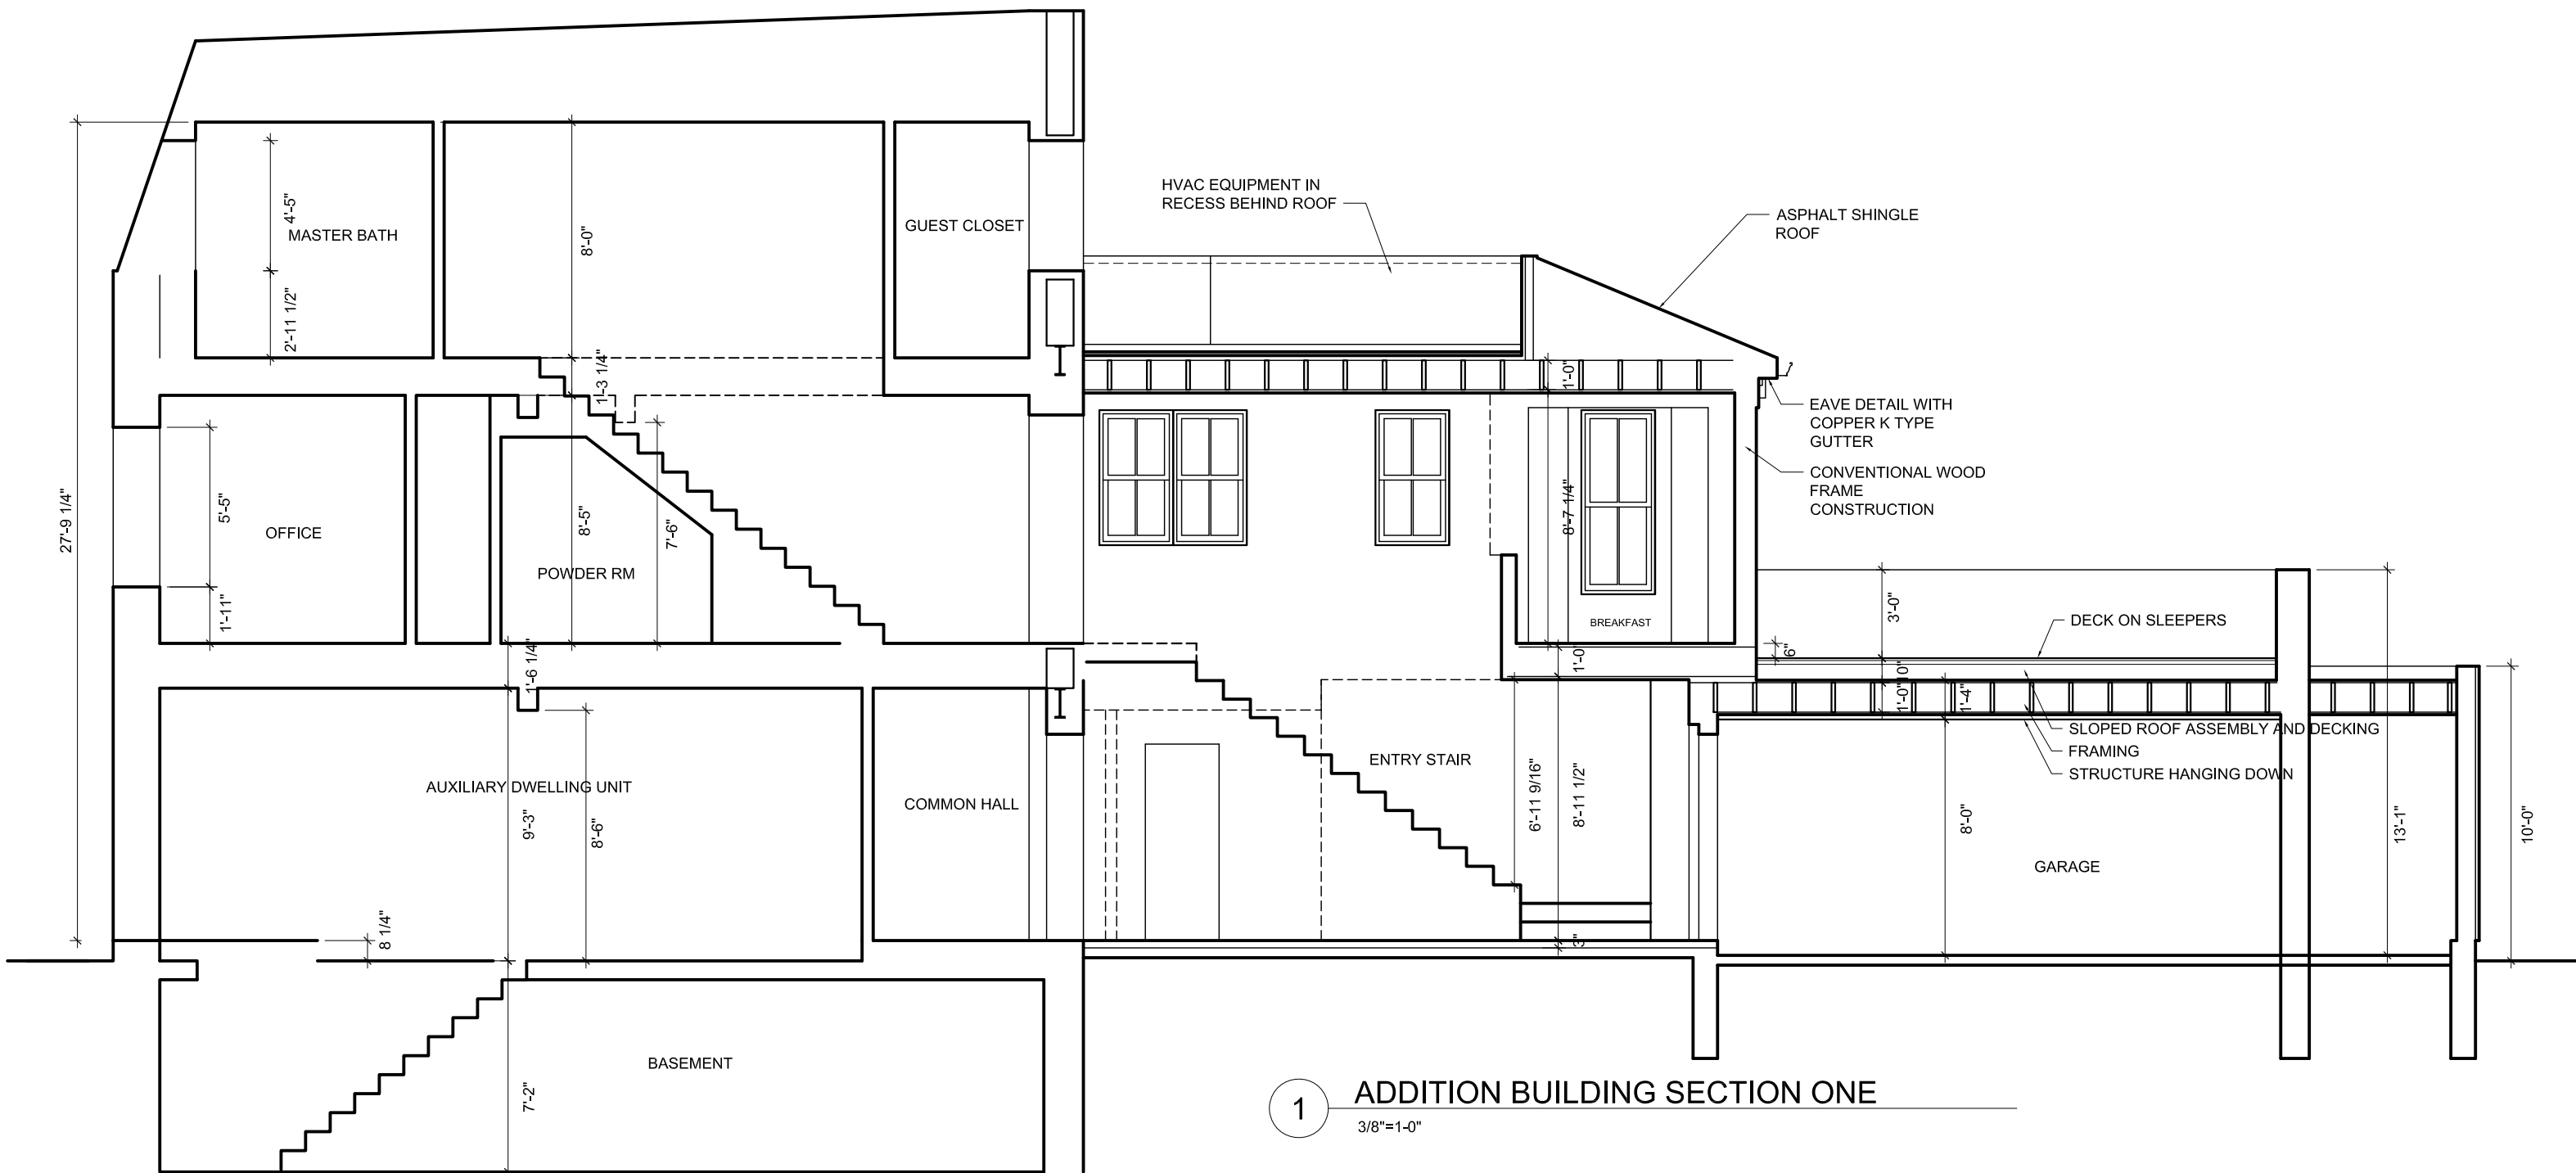 HVAC EQUIPMENT IN
RECESS BEHIND ROOF
ASPHALT SHINGLE
ROOF
4'-5"
MASTER BATH
8'-0"
GUEST CLOSET
2'-11 1/2"
1'-3 1/4"
1'-0"
EAVE DETAIL WITH
COPPER K TYPE
GUTTER
CONVENTIONAL WOOD
FRAME
CONSTRUCTION
27'-9 1/4"
5'-5"
OFFICE
8'-5"
7'-6"
8'-7 1/4"
POWDER RM
1'-11"
BREAKFAST
3'-0"
DECK ON SLEEPERS
1'-6 1/4"
1'-0"
6"
10"
1'-0"
1'-4"
SLOPED ROOF ASSEMBLY AND DECKING
FRAMING
STRUCTURE HANGING DOWN
AUXILIARY DWELLING UNIT
COMMON HALL
ENTRY STAIR
9'-3"
8'-6"
6'-11 9/16"
8'-11 1/2"
8'-0"
13'-1"
10'-0"
GARAGE
8 1/4"
3"
BASEMENT
7'-2"
1
ADDITION BUILDING SECTION ONE
3/8"=1-0"